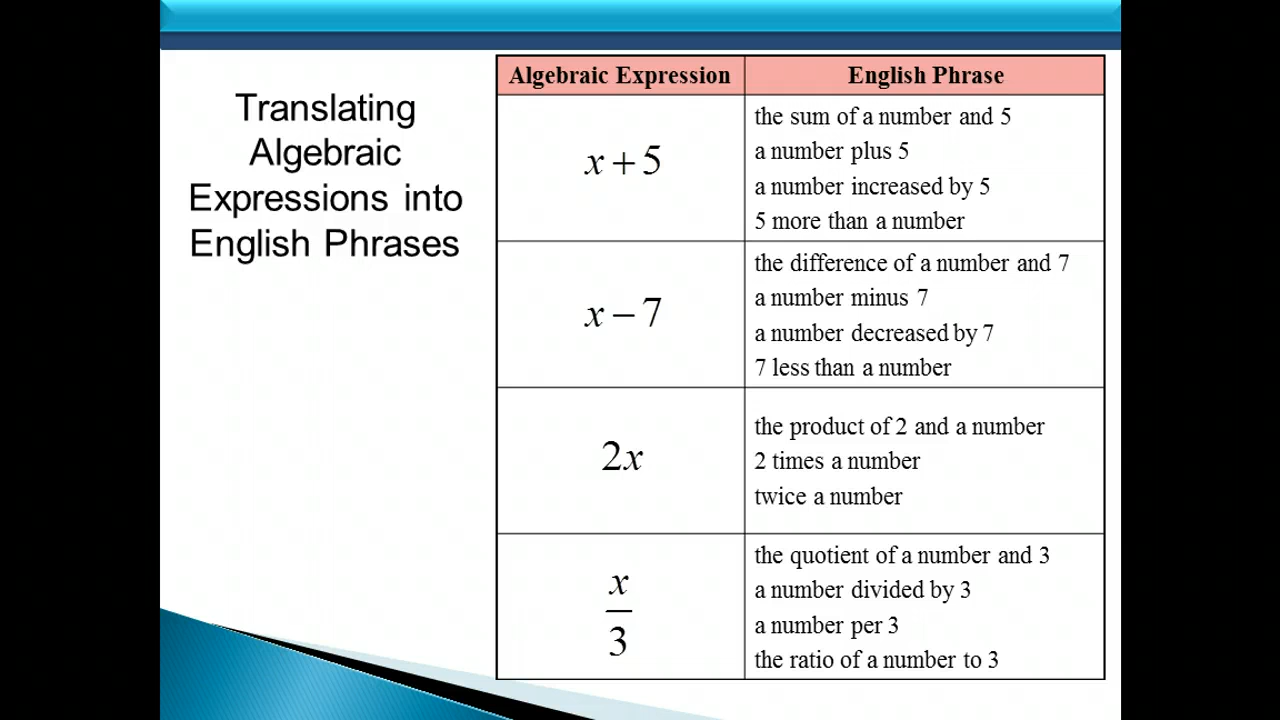 Translating
Algebraic
Expressions into
English Phrases
Algebraic Expression
English Phrase
x + 5
the sum of a number and 5
a number plus 5
a number increased by 5
5 more than a number
x − 7
the difference of a number and 7
a number minus 7
a number decreased by 7
7 less than a number
2x
the product of 2 and a number
2 times a number
twice a number
x
3
the quotient of a number and 3
a number divided by 3
a number per 3
the ratio of a number to 3